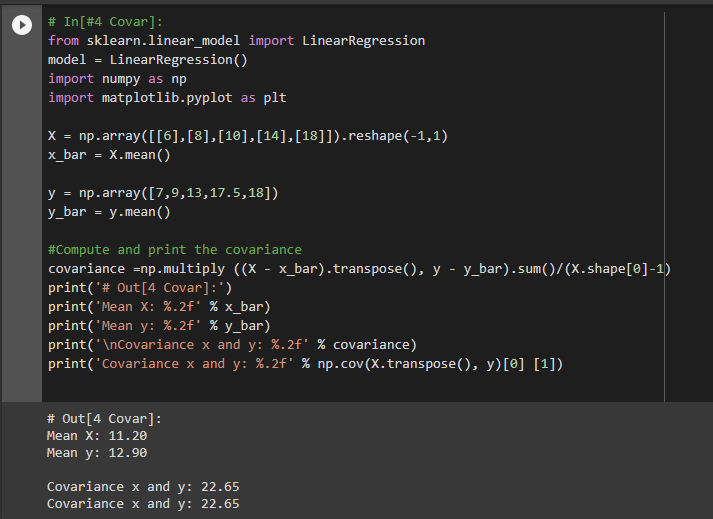 # In[#4 Covar]:
from sklearn.linear_model import LinearRegression
model = LinearRegression()
import numpy as np
import matplotlib.pyplot as plt
X = np.array([[6],[8],[10],[14],[18]]).reshape(-1,1)
x_bar = X.mean()
y = np.array([7,9,13,17.5,18])
y_bar = y.mean()
#Compute and print the covariance
covariance =np.multiply ((X - x_bar).transpose(), y - y_bar).sum()/(X.shape[0]-1)
print('# Out[4 Covar]:')
print('Mean X: %.2f' % x_bar)
print('Mean y: %.2f' % y_bar)
print('\nCovariance x and y: %.2f' % covariance)
print('Covariance x and y: %.2f' % np.cov(X.transpose(), y)[0] [1])
# Out[4 Covar]:
Mean X: 11.20
Mean y: 12.90
Covariance x and y: 22.65
Covariance x and y: 22.65